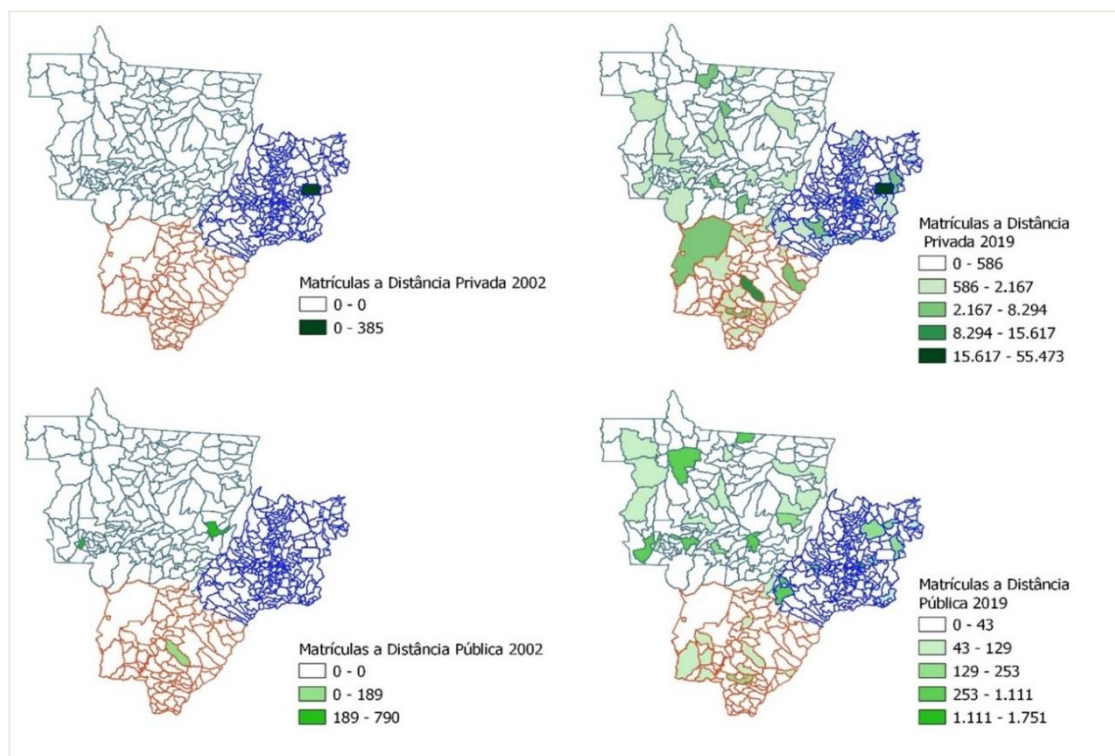 Matrículas a Distância Privada 2002
0 - 0
0 - 385
Matrículas a Distância
Privada 2019
0 - 586
586 - 2.167
2.167 - 8.294
8.294 - 15.617
15.617 - 55.473
Matrículas a Distância Pública 2002
0 - 0
0 - 189
189 - 790
Matrículas a Distância
Pública 2019
0 - 43
43 - 129
129 - 253
253 - 1.111
1.111 - 1.751